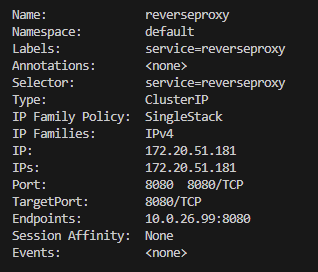 Name:              reverseproxy
Namespace:         default
Labels:            service=reverseproxy
Annotations:       <none>
Selector:          service=reverseproxy
Type:              ClusterIP
IP Family Policy:  SingleStack
IP Families:       IPv4
IP:                172.20.51.181
IPs:               172.20.51.181
Port:              8080  8080/TCP
TargetPort:        8080/TCP
Endpoints:         10.0.26.99:8080
Session Affinity:  None
Events:            <none>